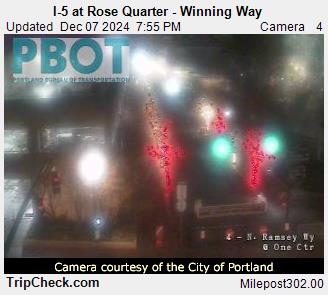 I-5 at Rose Quarter - Winning Way
Updated Dec 07 2024 7:55 PM Camera 4
PBOT
PORTLAND BUREAU OF TRANSPORTATION
4 - N. Ramsey Wy
@ One Ctr
Camera courtesy of the City of Portland
TripCheck.com Milepost302.00